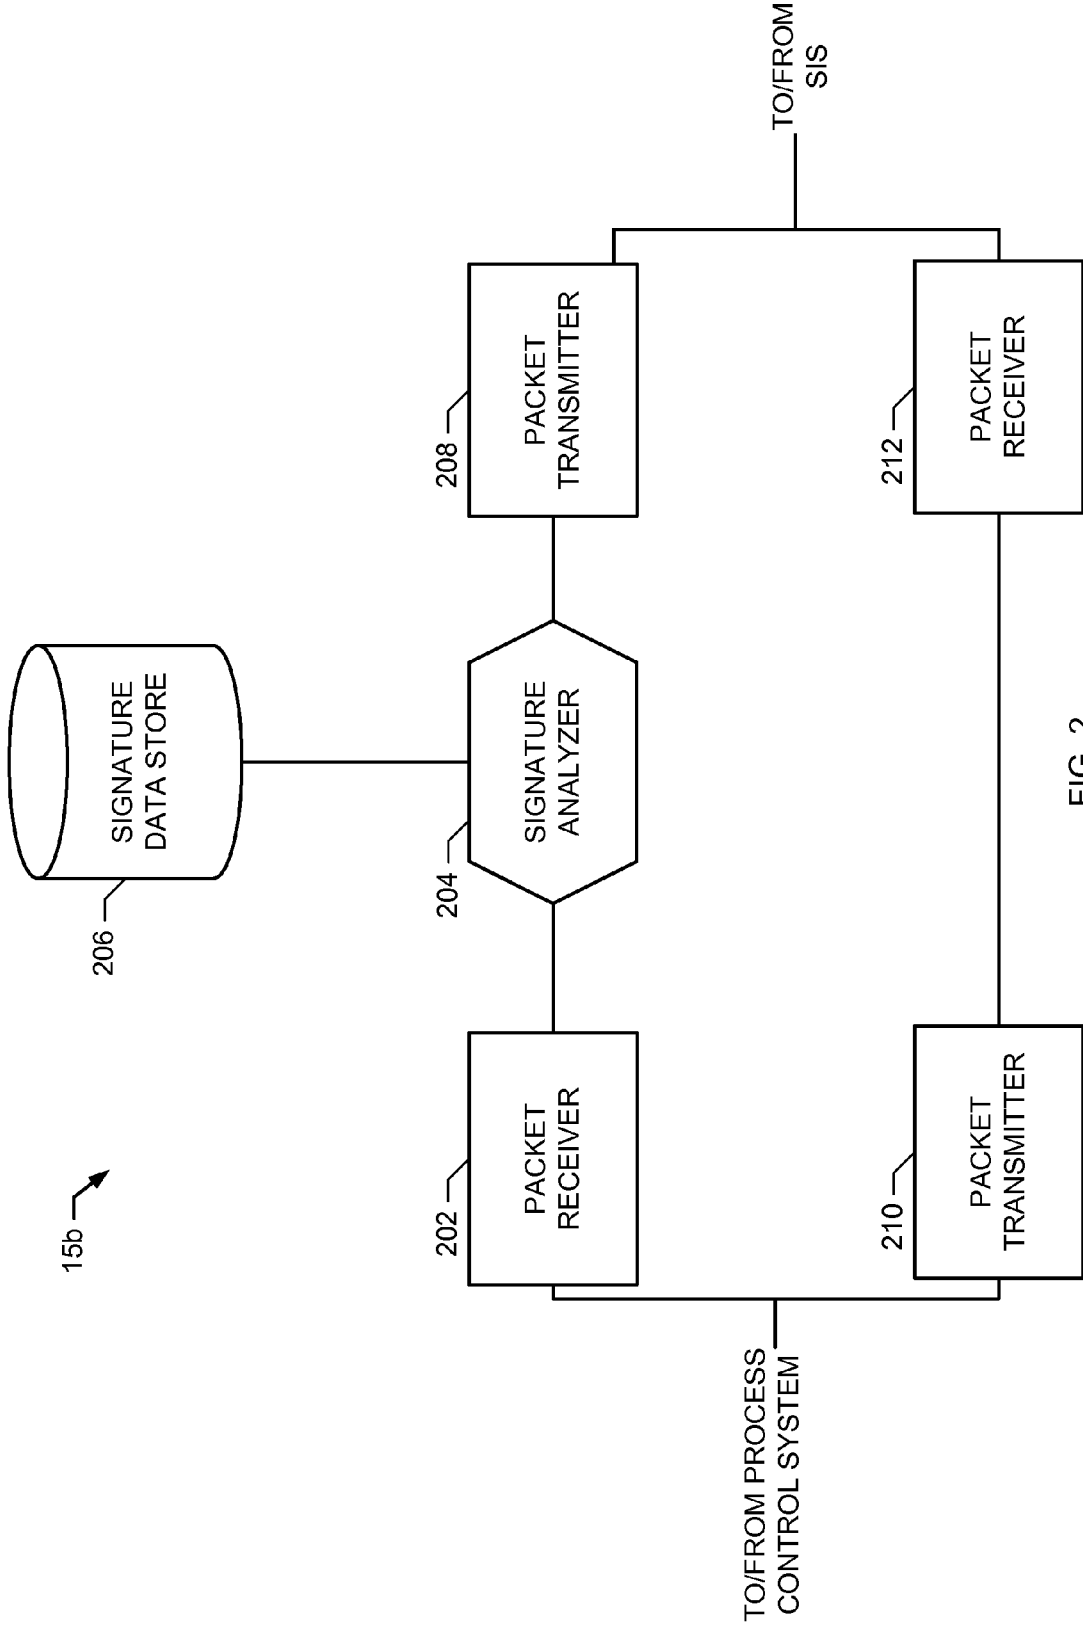 15b
206
SIGNATURE
DATA STORE
202
PACKET
RECEIVER
204
SIGNATURE
ANALYZER
208
PACKET
TRANSMITTER
TO/FROM PROCESS
CONTROL SYSTEM
TO/FROM
SIS
210
PACKET
TRANSMITTER
212
PACKET
RECEIVER
FIG. 2